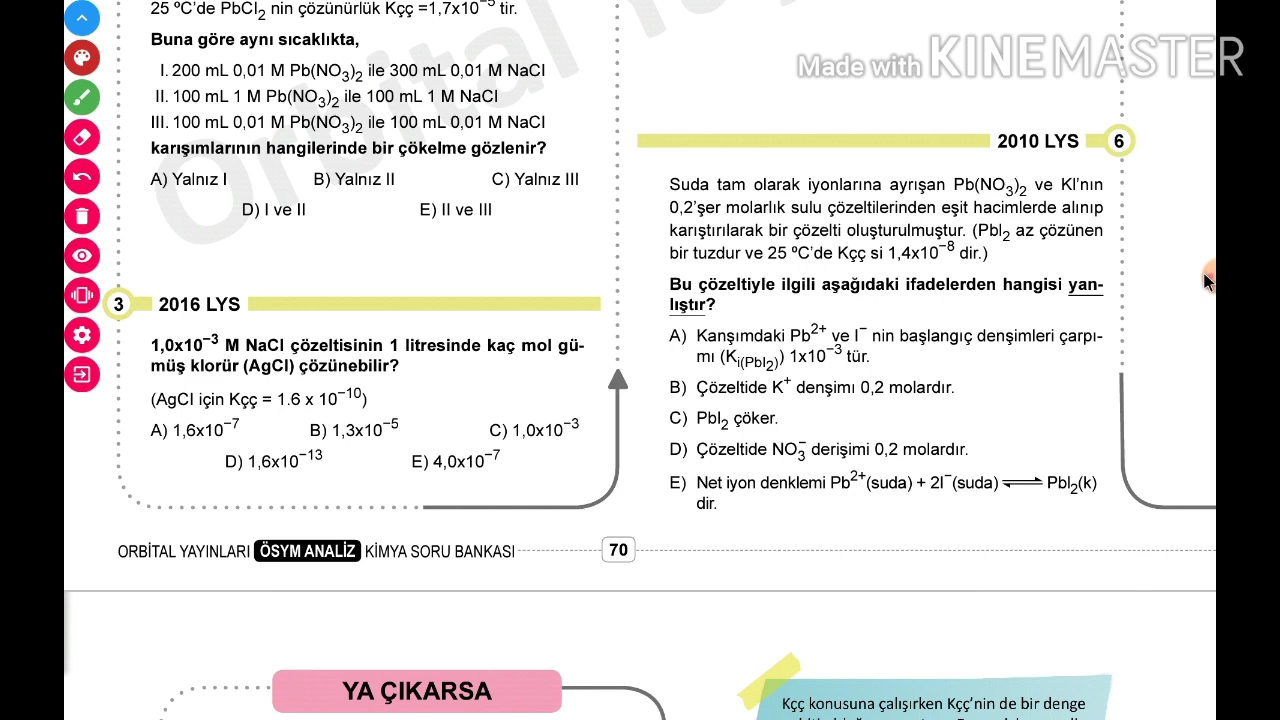 25 ºC'de PbCl2 nin çözünürlük Kçç =1,7x10−5 tir.
Buna göre aynı sıcaklıkta,
I. 200 mL 0,01 M Pb(NO3)2 ile 300 mL 0,01 M NaCl
II. 100 mL 1 M Pb(NO3)2 ile 100 mL 1 M NaCl
III. 100 mL 0,01 M Pb(NO3)2 ile 100 mL 0,01 M NaCl
karışımlarının hangilerinde bir çökelme gözlenir?
A) Yalnız I B) Yalnız II C) Yalnız III
D) I ve II E) II ve III
3 2016 LYS
1,0x10−3 M NaCl çözeltisinin 1 litresinde kaç mol gü-
müş klorür (AgCl) çözünebilir?
(AgCl için Kçç = 1.6 x 10−10)
A) 1,6x10−7 B) 1,3x10−5 C) 1,0x10−3
D) 1,6x10−13 E) 4,0x10−7
Made with KINEMASTER
2010 LYS 6
Suda tam olarak iyonlarına ayrışan Pb(NO3)2 ve KI'nın
0,2'şer molarlık sulu çözeltilerinden eşit hacimlerde alınıp
karıştırılarak bir çözelti oluşturulmuştur. (PbI2 az çözünen
bir tuzdur ve 25 ºC'de Kçç si 1,4x10−8 dir.)
Bu çözeltiyle ilgili aşağıdaki ifadelerden hangisi yan-
lıştır?
A) Kanşımdaki Pb2+ ve I− nin başlangıç denşimleri çarpı-
mı (Ki(PbI2)) 1x10−3 tür.
B) Çözeltide K+ denşimı 0,2 molardır.
C) PbI2 çöker.
D) Çözeltide NO3− derişimi 0,2 molardır.
E) Net iyon denklemi Pb2+(suda) + 2I−(suda) ⇌ PbI2(k)
dir.
ORBİTAL YAYINLARI ÖSYM ANALİZ KİMYA SORU BANKASI 70
YA ÇIKARSA
Kçç konusuna çalışırken Kçç'nin de bir denge